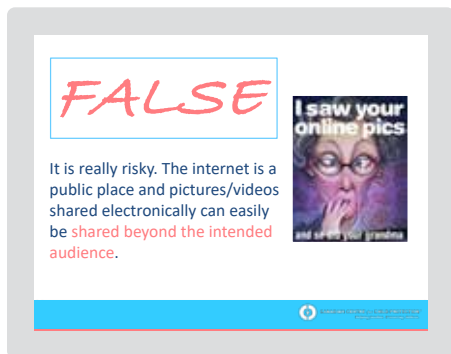 FALSE
It is really risky. The internet is a
public place and pictures/videos
shared electronically can easily
be shared beyond the intended
audience.
I saw your
online pics
and so did your grandma